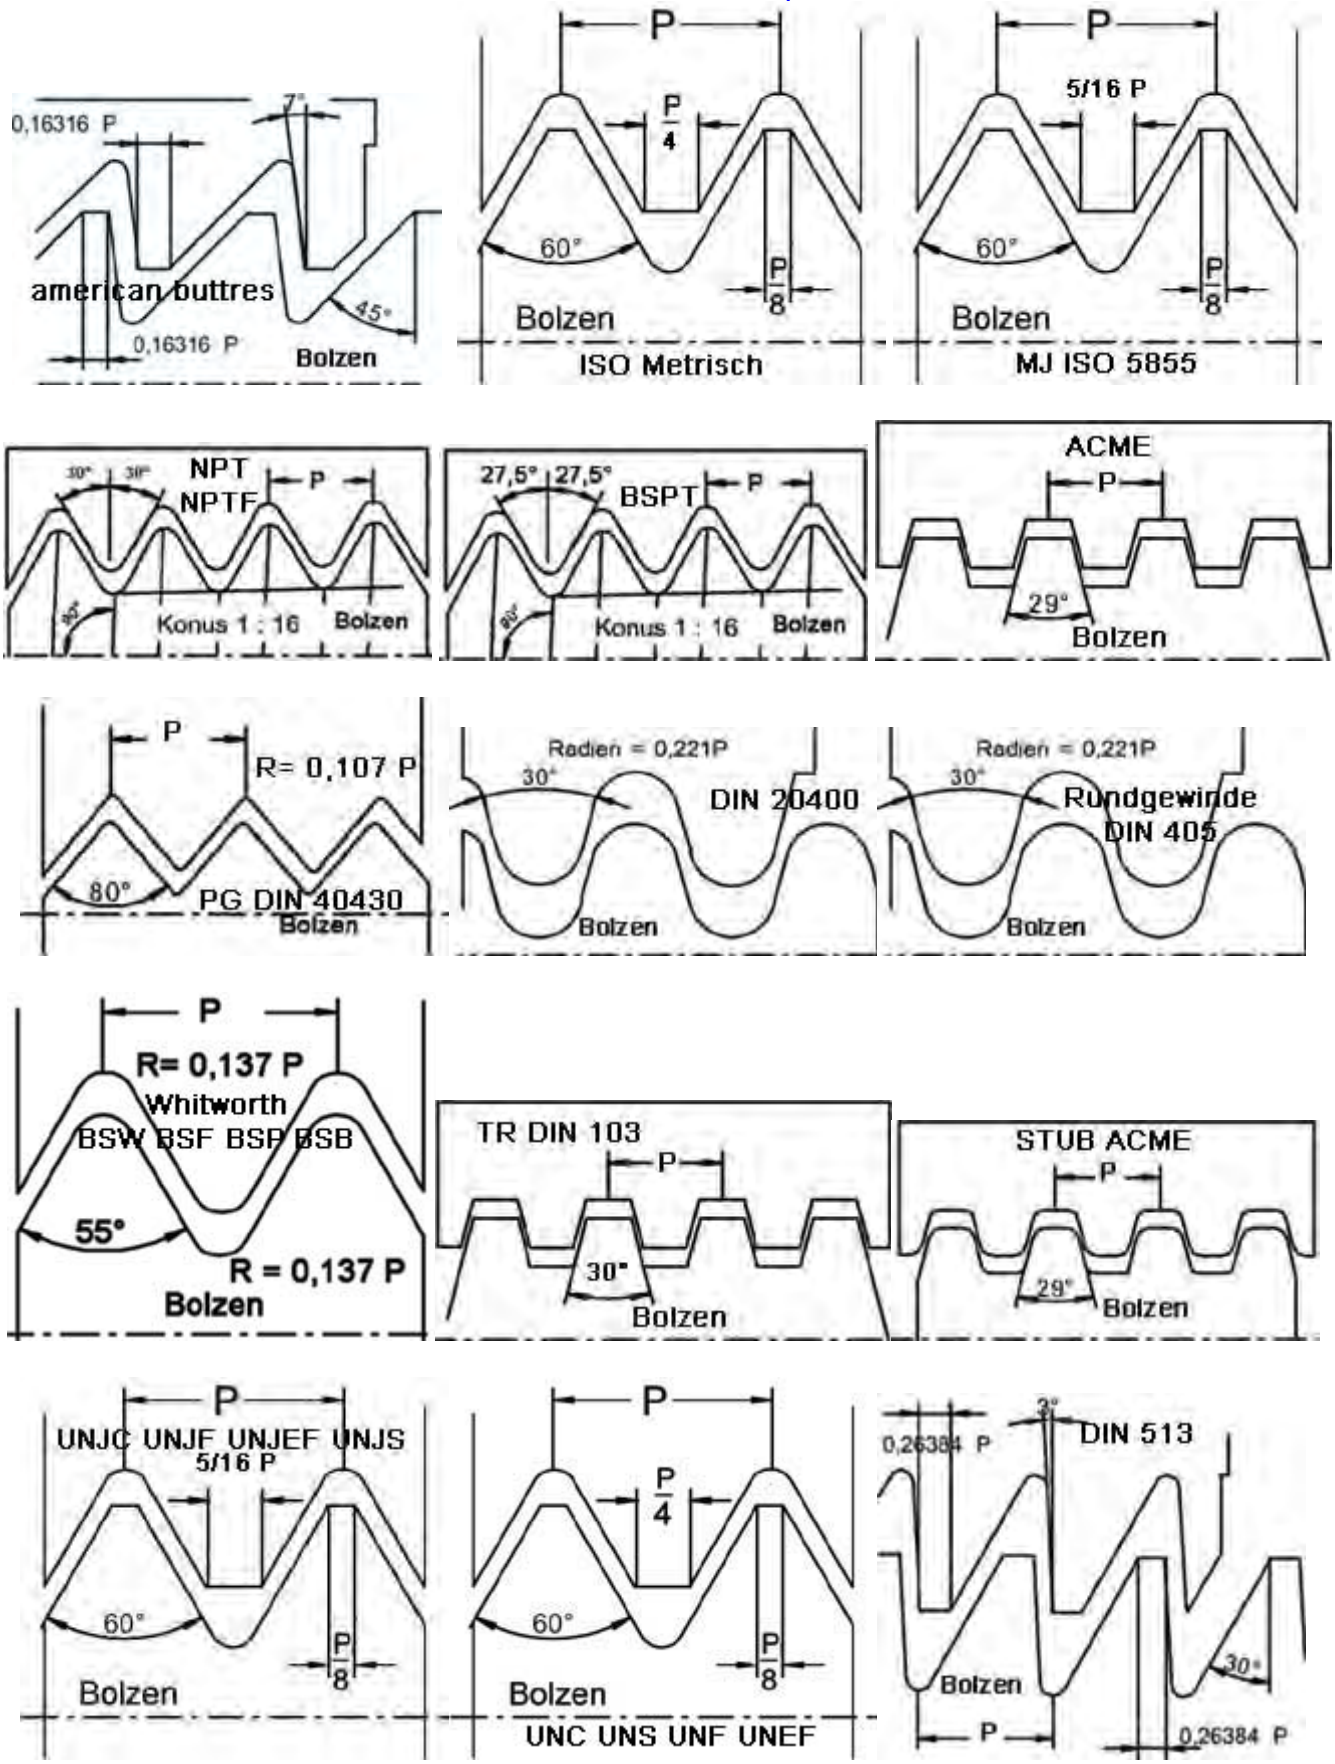 7°
0,16316 P
american buttres
45°
0,16316 P
Bolzen
P
P
4
60°
P
8
Bolzen
ISO Metrisch
P
5/16 P
60°
P
8
Bolzen
MJ ISO 5855
30° 30°
NPT
NPTF
P
90°
Konus 1 : 16
Bolzen
27,5° 27,5°
BSPT
P
90°
Konus 1 : 16
Bolzen
ACME
P
29°
Bolzen
P
R= 0,107 P
80°
PG DIN 40430
Bolzen
Radien = 0,221P
30°
DIN 20400
Bolzen
Radien = 0,221P
30°
Rundgewinde
DIN 405
Bolzen
P
R= 0,137 P
Whitworth
BSW BSF BSP BSB
55°
R = 0,137 P
Bolzen
TR DIN 103
P
30°
Bolzen
STUB ACME
P
29°
Bolzen
P
UNJC UNJF UNJEF UNJS
5/16 P
60°
P
8
Bolzen
P
P
4
60°
P
8
Bolzen
UNC UNS UNF UNEF
3°
0,26384 P
DIN 513
30°
Bolzen
P
0,26384 P